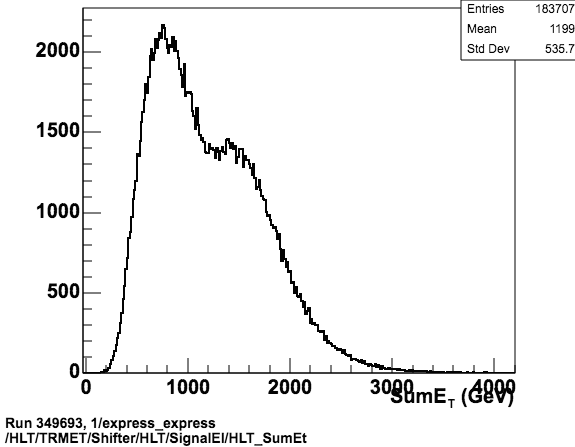 Entries 183707
Mean 1199
Std Dev 535.7
2000
1500
1000
500
0
0 1000 2000 3000 4000
SumET (GeV)
Run 349693, 1/express_express
/HLT/TRMET/Shifter/HLT/SignalEl/HLT_SumEt